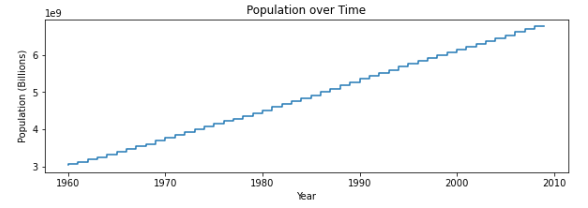 Population over Time
1e9
Population (Billions)
6
5
4
3
1960 1970 1980 1990 2000 2010
Year